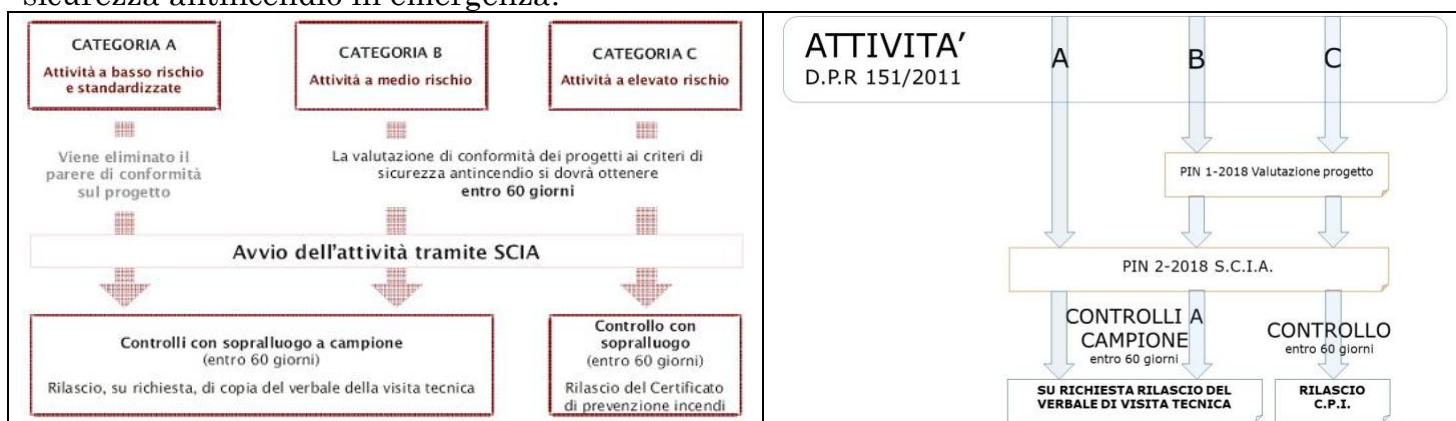 sicurezza antincendio in emergenza.
CATEGORIA A
Attività a basso rischio
e standardizzate
CATEGORIA B
Attività a medio rischio
CATEGORIA C
Attività a elevato rischio
Viene eliminato il
parere di conformità
sul progetto
La valutazione di conformità dei progetti ai criteri di
sicurezza antincendio si dovrà ottenere
entro 60 giorni
Avvio dell'attività tramite SCIA
Controlli con sopralluogo a campione
(entro 60 giorni)
Rilascio, su richiesta, di copia del verbale della visita tecnica
Controllo con
sopralluogo
(entro 60 giorni)
Rilascio del Certificato
di prevenzione incendi
ATTIVITA'
D.P.R 151/2011
A
B
C
PIN 1-2018 Valutazione progetto
PIN 2-2018 S.C.I.A.
CONTROLLI A
CAMPIONE
entro 60 giorni
CONTROLLO
entro 60 giorni
SU RICHIESTA RILASCIO DEL
VERBALE DI VISITA TECNICA
RILASCIO
C.P.I.